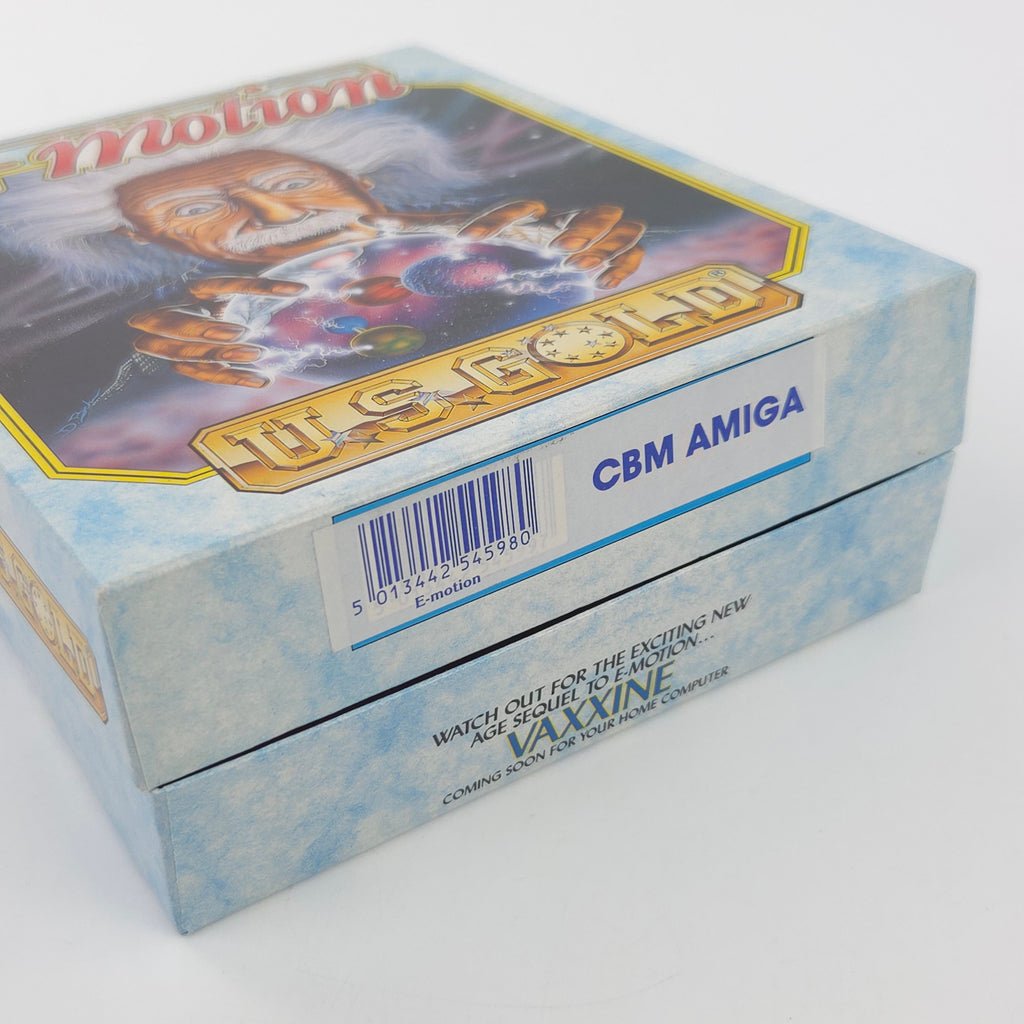 -Motion
U.S. GOLD®
CBM AMIGA
5 013442 545980
E-motion
WATCH OUT FOR THE EXCITING NEW
AGE SEQUEL TO E-MOTION...
VAXXINE
COMING SOON FOR YOUR HOME COMPUTER